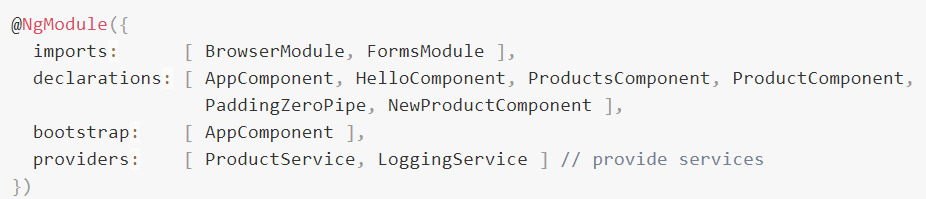 @NgModule({
  imports:      [ BrowserModule, FormsModule ],
  declarations: [ AppComponent, HelloComponent, ProductsComponent, ProductComponent,
                  PaddingZeroPipe, NewProductComponent ],
  bootstrap:    [ AppComponent ],
  providers:    [ ProductService, LoggingService ] // provide services
})